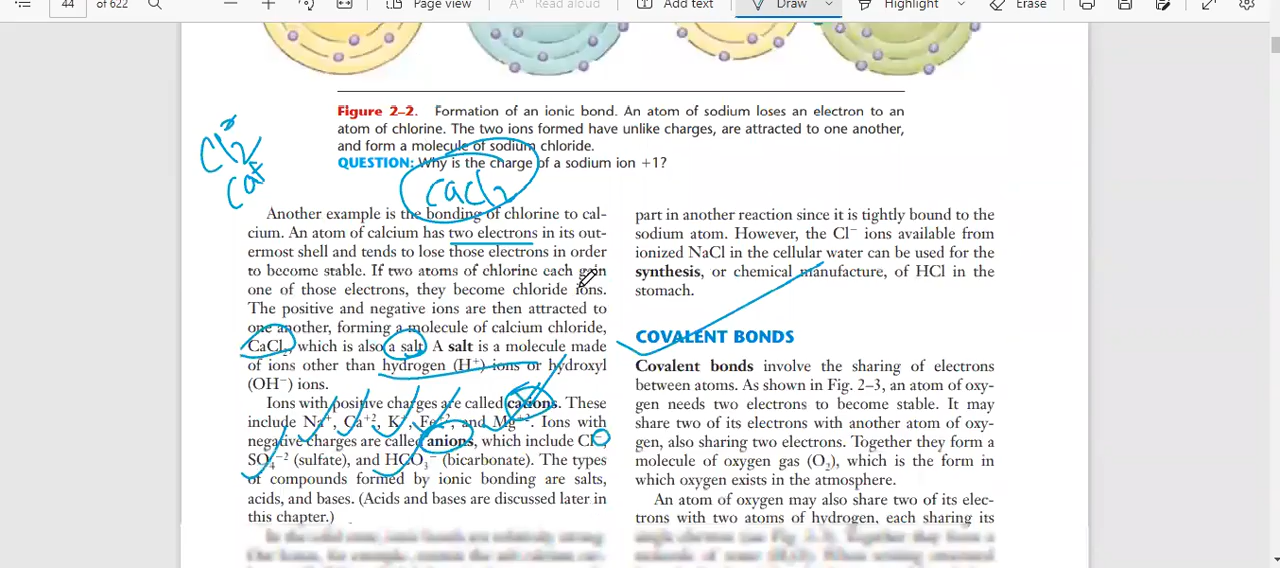 44 of 622 Page view Read aloud Add text Draw Highlight Erase
Figure 2–2. Formation of an ionic bond. An atom of sodium loses an electron to an
atom of chlorine. The two ions formed have unlike charges, are attracted to one another,
and form a molecule of sodium chloride.
QUESTION: Why is the charge of a sodium ion +1?
Cl2
CaCl2
Another example is the bonding of chlorine to cal-
cium. An atom of calcium has two electrons in its out-
ermost shell and tends to lose those electrons in order
to become stable. If two atoms of chlorine each gain
one of those electrons, they become chloride ions.
The positive and negative ions are then attracted to
one another, forming a molecule of calcium chloride,
CaCl₂, which is also a salt. A salt is a molecule made
of ions other than hydrogen (H⁺) ions or hydroxyl
(OH⁻) ions.
Ions with positive charges are called cations. These
include Na⁺, Ca⁺², K⁺, Fe⁺², and Mg⁺². Ions with
negative charges are called anions, which include Cl⁻,
SO₄⁻² (sulfate), and HCO₃⁻ (bicarbonate). The types
of compounds formed by ionic bonding are salts,
acids, and bases. (Acids and bases are discussed later in
this chapter.)
part in another reaction since it is tightly bound to the
sodium atom. However, the Cl⁻ ions available from
ionized NaCl in the cellular water can be used for the
synthesis, or chemical manufacture, of HCl in the
stomach.
COVALENT BONDS
Covalent bonds involve the sharing of electrons
between atoms. As shown in Fig. 2–3, an atom of oxy-
gen needs two electrons to become stable. It may
share two of its electrons with another atom of oxy-
gen, also sharing two electrons. Together they form a
molecule of oxygen gas (O₂), which is the form in
which oxygen exists in the atmosphere.
An atom of oxygen may also share two of its elec-
trons with two atoms of hydrogen, each sharing its